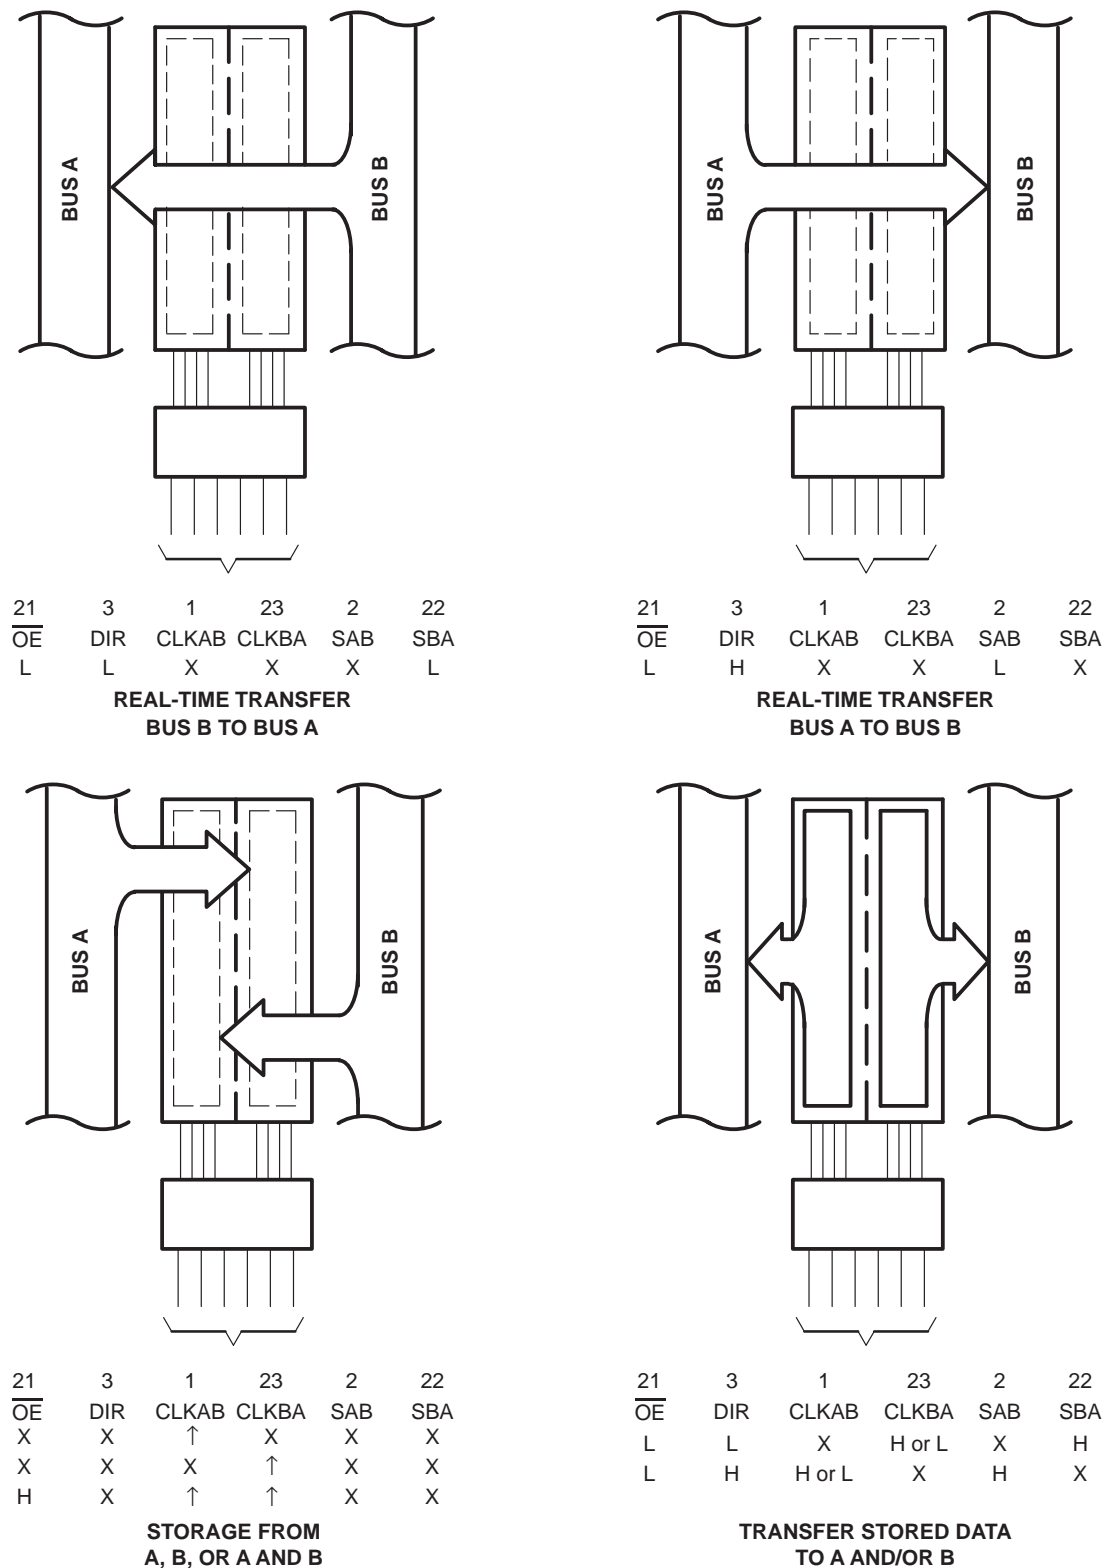 BUS A
BUS B
21 3 1 23 2 22
OE DIR CLKAB CLKBA SAB SBA
L L X X X L
REAL-TIME TRANSFER
BUS B TO BUS A
BUS A
BUS B
21 3 1 23 2 22
OE DIR CLKAB CLKBA SAB SBA
L H X X L X
REAL-TIME TRANSFER
BUS A TO BUS B
BUS A
BUS B
21 3 1 23 2 22
OE DIR CLKAB CLKBA SAB SBA
X X ↑ X X X
X X X ↑ X X
H X ↑ ↑ X X
STORAGE FROM
A, B, OR A AND B
BUS A
BUS B
21 3 1 23 2 22
OE DIR CLKAB CLKBA SAB SBA
L L X H or L X H
L H H or L X H X
TRANSFER STORED DATA
TO A AND/OR B